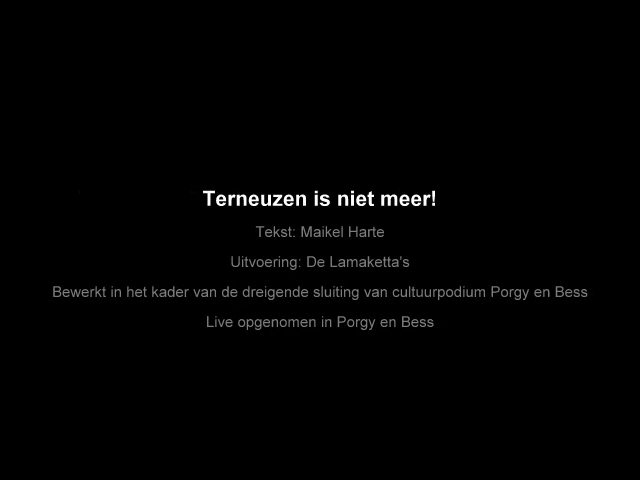 Terneuzen is niet meer!
Tekst: Maikel Harte
Uitvoering: De Lamaketta's
Bewerkt in het kader van de dreigende sluiting van cultuurpodium Porgy en Bess
Live opgenomen in Porgy en Bess